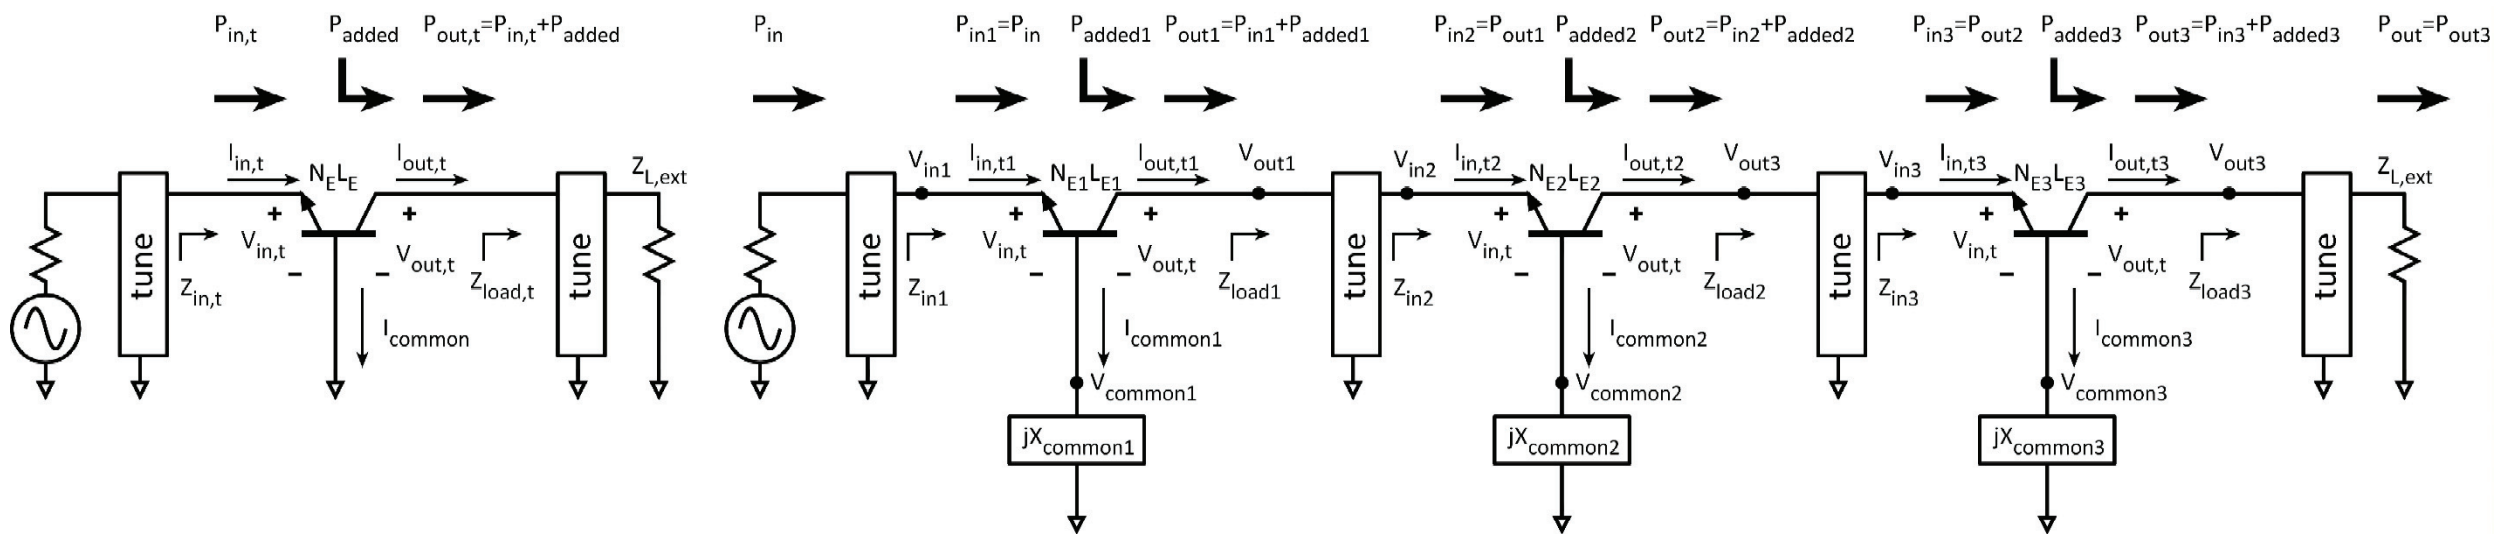 P_in,t P_added P_out,t=P_in,t+P_added P_in P_in1=P_in P_added1 P_out1=P_in1+P_added1 P_in2=P_out1 P_added2 P_out2=P_in2+P_added2 P_in3=P_out2 P_added3 P_out3=P_in3+P_added3 P_out=P_out3
I_in,t N_EL_E I_out,t Z_L,ext V_in1 I_in,t1 N_E1L_E1 I_out,t1 V_out1 V_in2 I_in,t2 N_E2L_E2 I_out,t2 V_out3 V_in3 I_in,t3 N_E3L_E3 I_out,t3 V_out3 Z_L,ext
+ + + + + + + +
tune V_in,t V_out,t tune tune V_in,t V_out,t tune V_in,t V_out,t tune V_in,t V_out,t tune
− − − − − − − −
Z_in,t Z_load,t Z_in1 Z_load1 Z_in2 Z_load2 Z_in3 Z_load3
I_common I_common1 I_common2 I_common3
V_common1 V_common2 V_common3
jX_common1 jX_common2 jX_common3